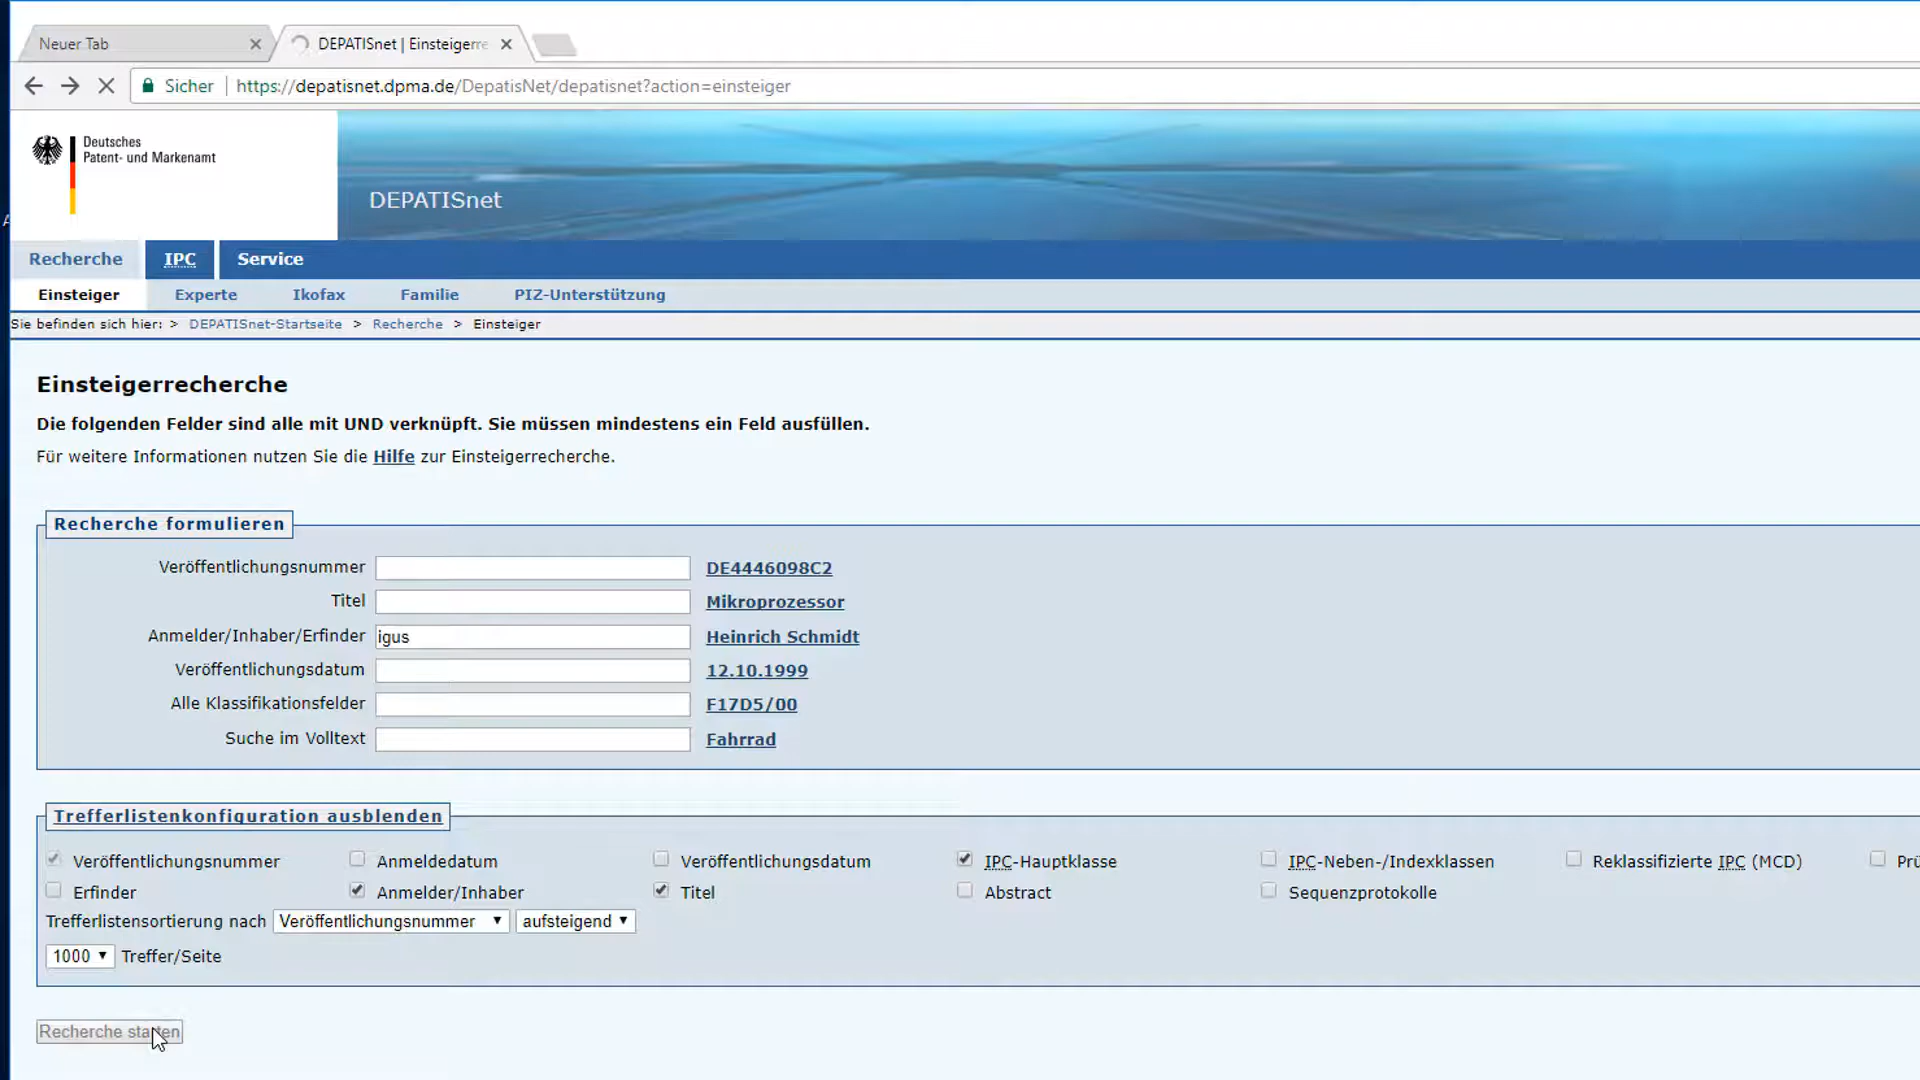 Neuer Tab
DEPATISnet | Einsteigerre
Sicher | https://depatisnet.dpma.de/DepatisNet/depatisnet?action=einsteiger
Deutsches
Patent- und Markenamt
DEPATISnet
Recherche IPC Service
Einsteiger Experte Ikofax Familie PIZ-Unterstützung
Sie befinden sich hier: > DEPATISnet-Startseite > Recherche > Einsteiger
Einsteigerrecherche
Die folgenden Felder sind alle mit UND verknüpft. Sie müssen mindestens ein Feld ausfüllen.
Für weitere Informationen nutzen Sie die Hilfe zur Einsteigerrecherche.
Recherche formulieren
Veröffentlichungsnummer DE4446098C2
Titel Mikroprozessor
Anmelder/Inhaber/Erfinder igus Heinrich Schmidt
Veröffentlichungsdatum 12.10.1999
Alle Klassifikationsfelder F17D5/00
Suche im Volltext Fahrrad
Trefferlistenkonfiguration ausblenden
Veröffentlichungsnummer Anmeldedatum Veröffentlichungsdatum IPC-Hauptklasse IPC-Neben-/Indexklassen Reklassifizierte IPC (MCD) Prü
Erfinder Anmelder/Inhaber Titel Abstract Sequenzprotokolle
Trefferlistensortierung nach Veröffentlichungsnummer aufsteigend
1000 Treffer/Seite
Recherche starten